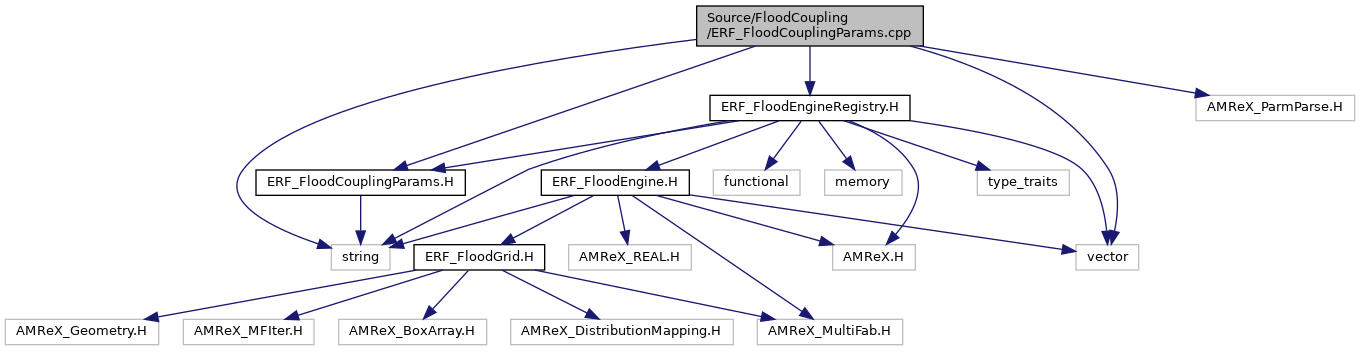 Source/FloodCoupling
/ERF_FloodCouplingParams.cpp
ERF_FloodEngineRegistry.H
AMReX_ParmParse.H
ERF_FloodCouplingParams.H
ERF_FloodEngine.H
functional
memory
type_traits
string
ERF_FloodGrid.H
AMReX_REAL.H
AMReX.H
vector
AMReX_Geometry.H
AMReX_MFIter.H
AMReX_BoxArray.H
AMReX_DistributionMapping.H
AMReX_MultiFab.H